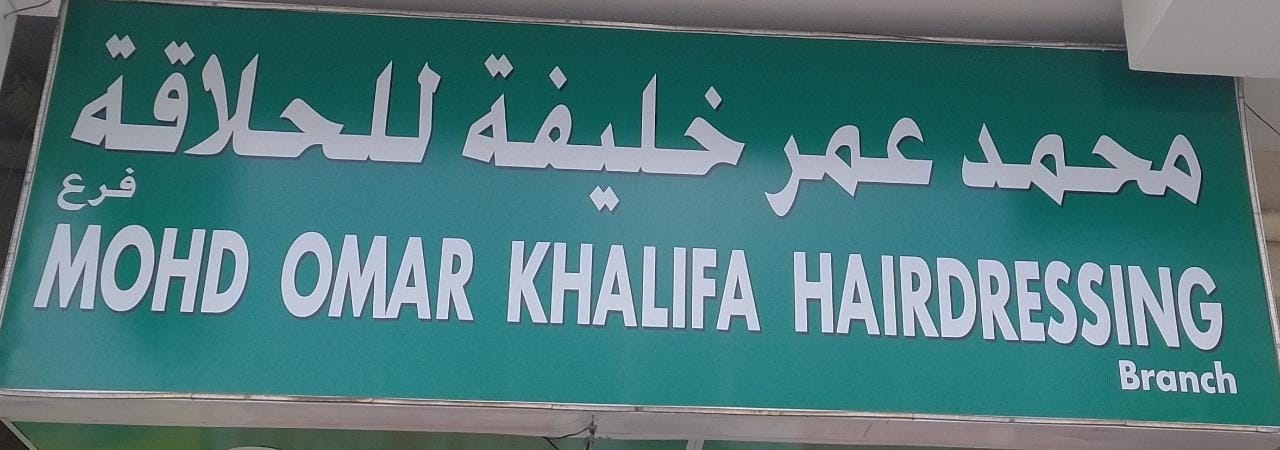 محمد عمر خليفة للحلاقة
فرع
MOHD OMAR KHALIFA HAIRDRESSING
Branch